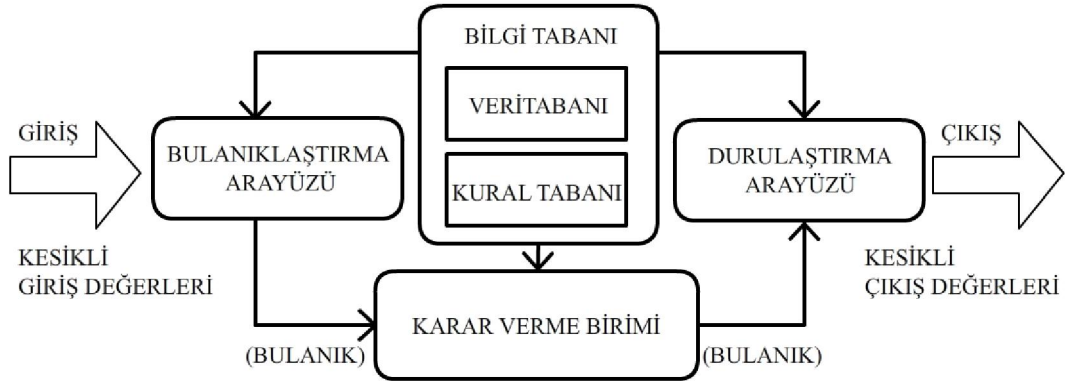 BİLGİ TABANI
VERİTABANI
KURAL TABANI
GİRİŞ
BULANIKLAŞTIRMA
ARAYÜZÜ
DURULAŞTIRMA
ARAYÜZÜ
ÇIKIŞ
KESİKLİ
GİRİŞ DEĞERLERİ
KESİKLİ
ÇIKIŞ DEĞERLERİ
KARAR VERME BİRİMİ
(BULANIK)
(BULANIK)